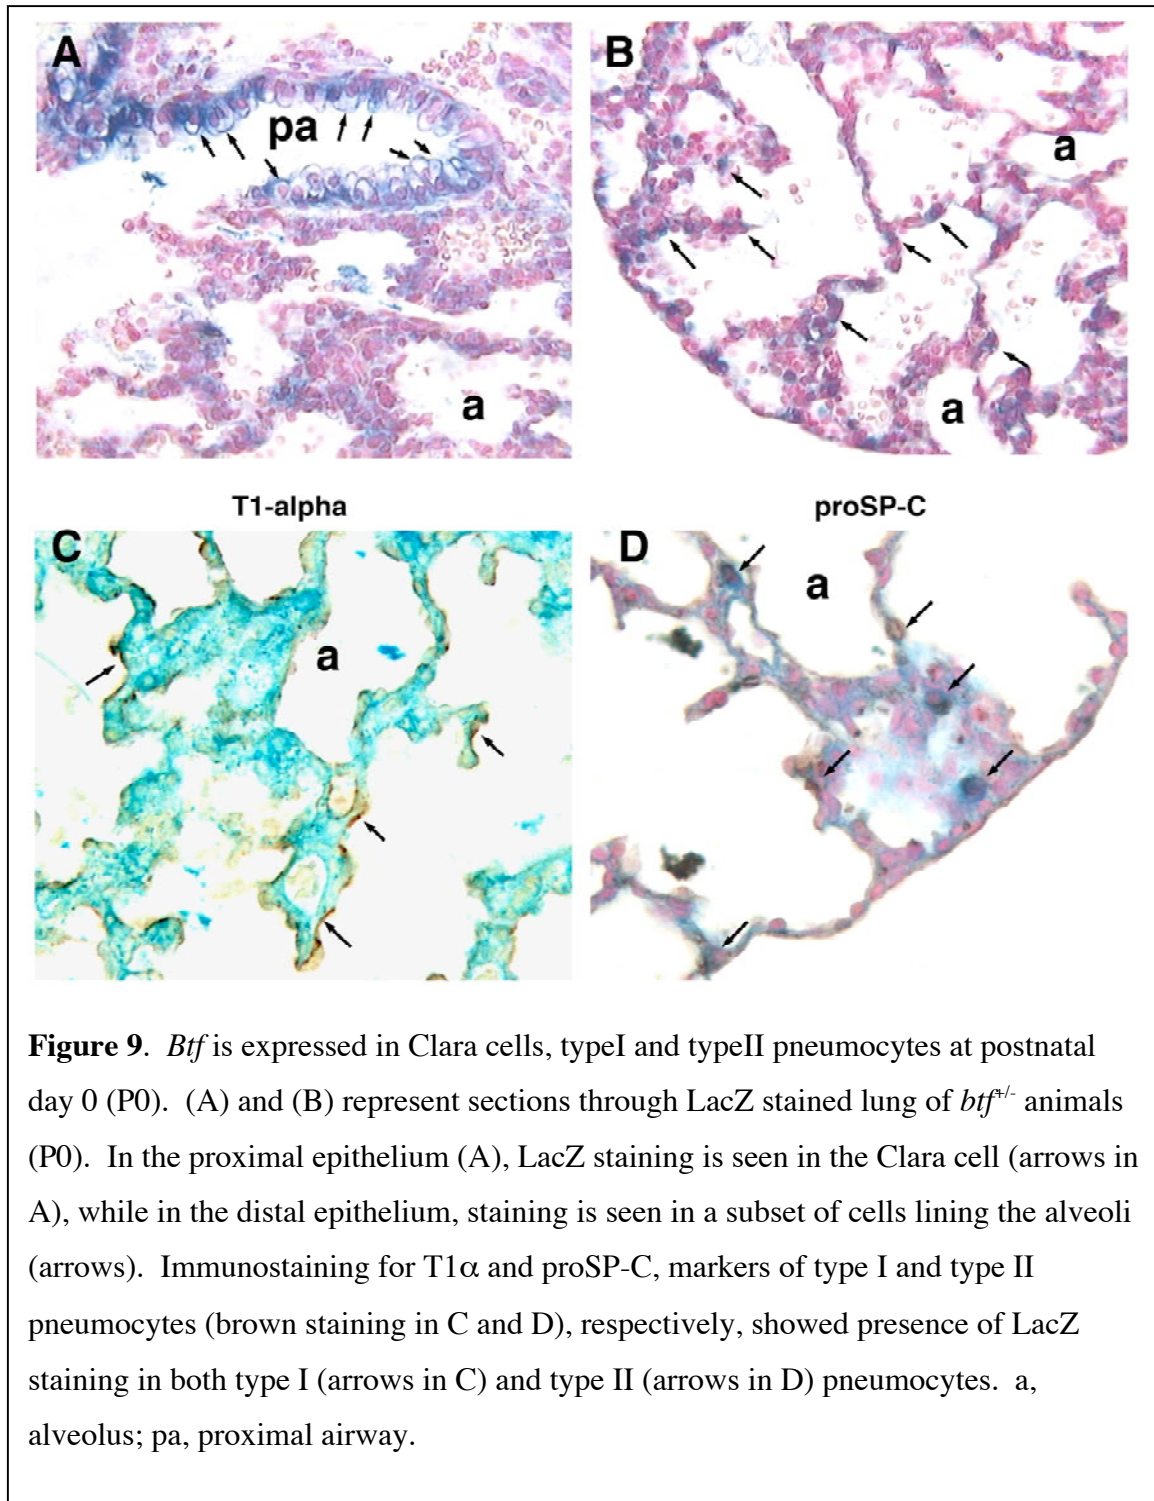 A
B
pa
a
a
a
T1-alpha
proSP-C
C
D
a
a
Figure 9. Btf is expressed in Clara cells, typeI and typeII pneumocytes at postnatal
day 0 (P0). (A) and (B) represent sections through LacZ stained lung of btf+/- animals
(P0). In the proximal epithelium (A), LacZ staining is seen in the Clara cell (arrows in
A), while in the distal epithelium, staining is seen in a subset of cells lining the alveoli
(arrows). Immunostaining for T1α and proSP-C, markers of type I and type II
pneumocytes (brown staining in C and D), respectively, showed presence of LacZ
staining in both type I (arrows in C) and type II (arrows in D) pneumocytes. a,
alveolus; pa, proximal airway.